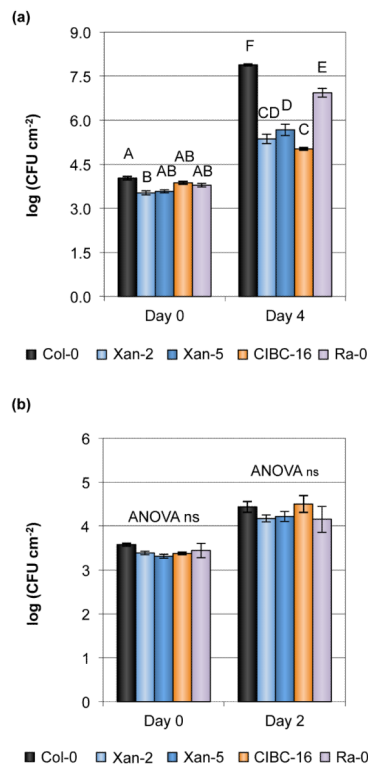 (a)
9.0
7.5
6.0
4.5
3.0
1.5
0.0
log (CFU cm-2)
A
B
AB
AB
AB
F
CD
D
C
E
Day 0
Day 4
Col-0
Xan-2
Xan-5
CIBC-16
Ra-0
(b)
6
5
4
3
2
1
0
log (CFU cm-2)
ANOVA ns
ANOVA ns
Day 0
Day 2
Col-0
Xan-2
Xan-5
CIBC-16
Ra-0